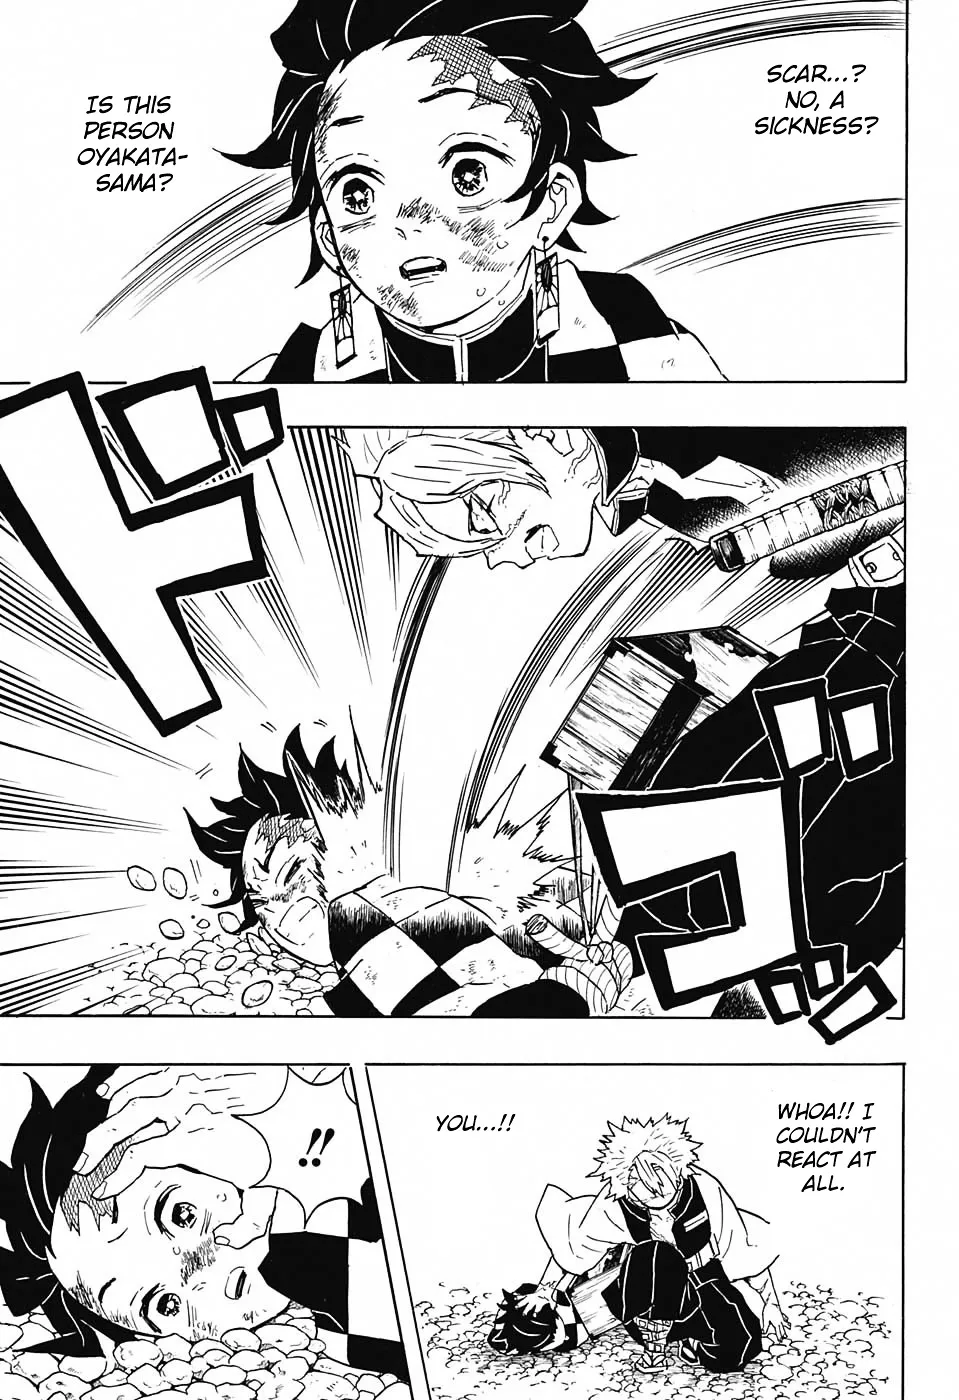 SCAR...?
NO, A
SICKNESS?
IS THIS
PERSON
OYAKATA-
SAMA?
ドゴ
WHOA!! I
COULDN'T
REACT AT
ALL.
YOU...!!
!!